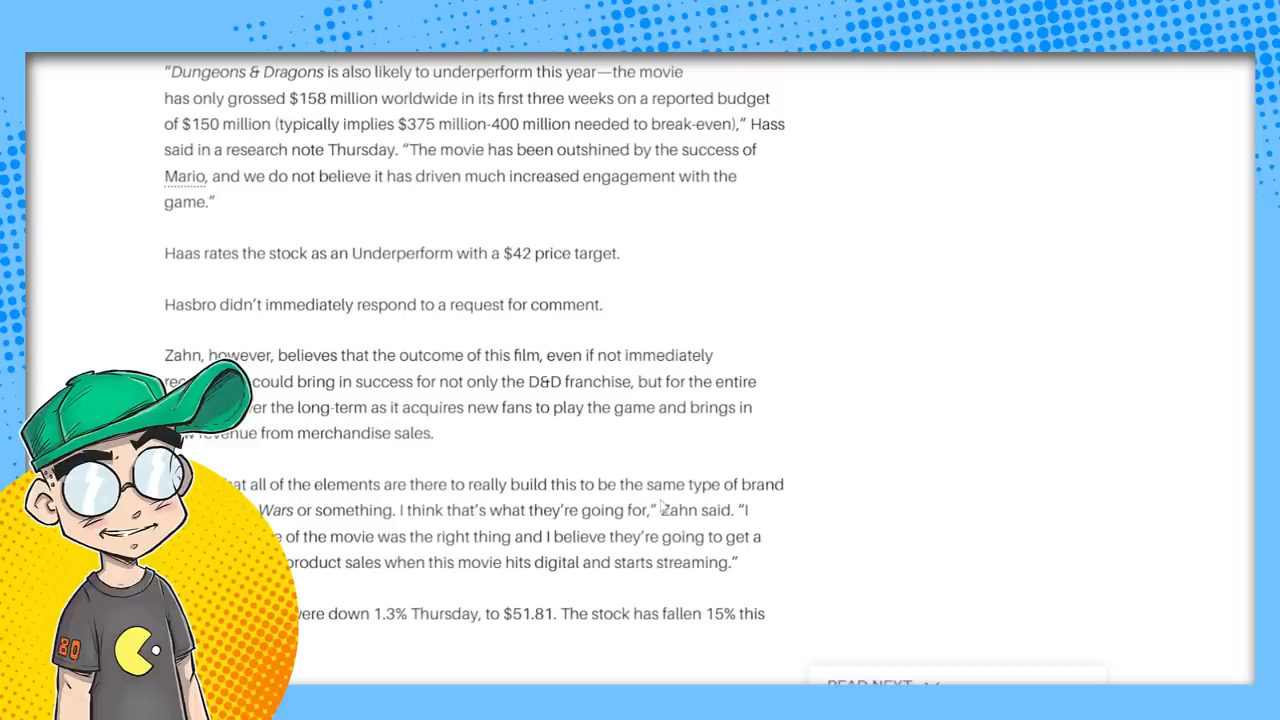 “Dungeons & Dragons is also likely to underperform this year—the movie
has only grossed $158 million worldwide in its first three weeks on a reported budget
of $150 million (typically implies $375 million-400 million needed to break-even),” Hass
said in a research note Thursday. “The movie has been outshined by the success of
Mario, and we do not believe it has driven much increased engagement with the
game.”
Haas rates the stock as an Underperform with a $42 price target.
Hasbro didn’t immediately respond to a request for comment.
Zahn, however, believes that the outcome of this film, even if not immediately
could bring in success for not only the D&D franchise, but for the entire
the long-term as it acquires new fans to play the game and brings in
revenue from merchandise sales.
all of the elements are there to really build this to be the same type of brand
Wars or something. I think that’s what they’re going for,” Zahn said. “I
of the movie was the right thing and I believe they’re going to get a
product sales when this movie hits digital and starts streaming.”
were down 1.3% Thursday, to $51.81. The stock has fallen 15% this
READ NEXT
80